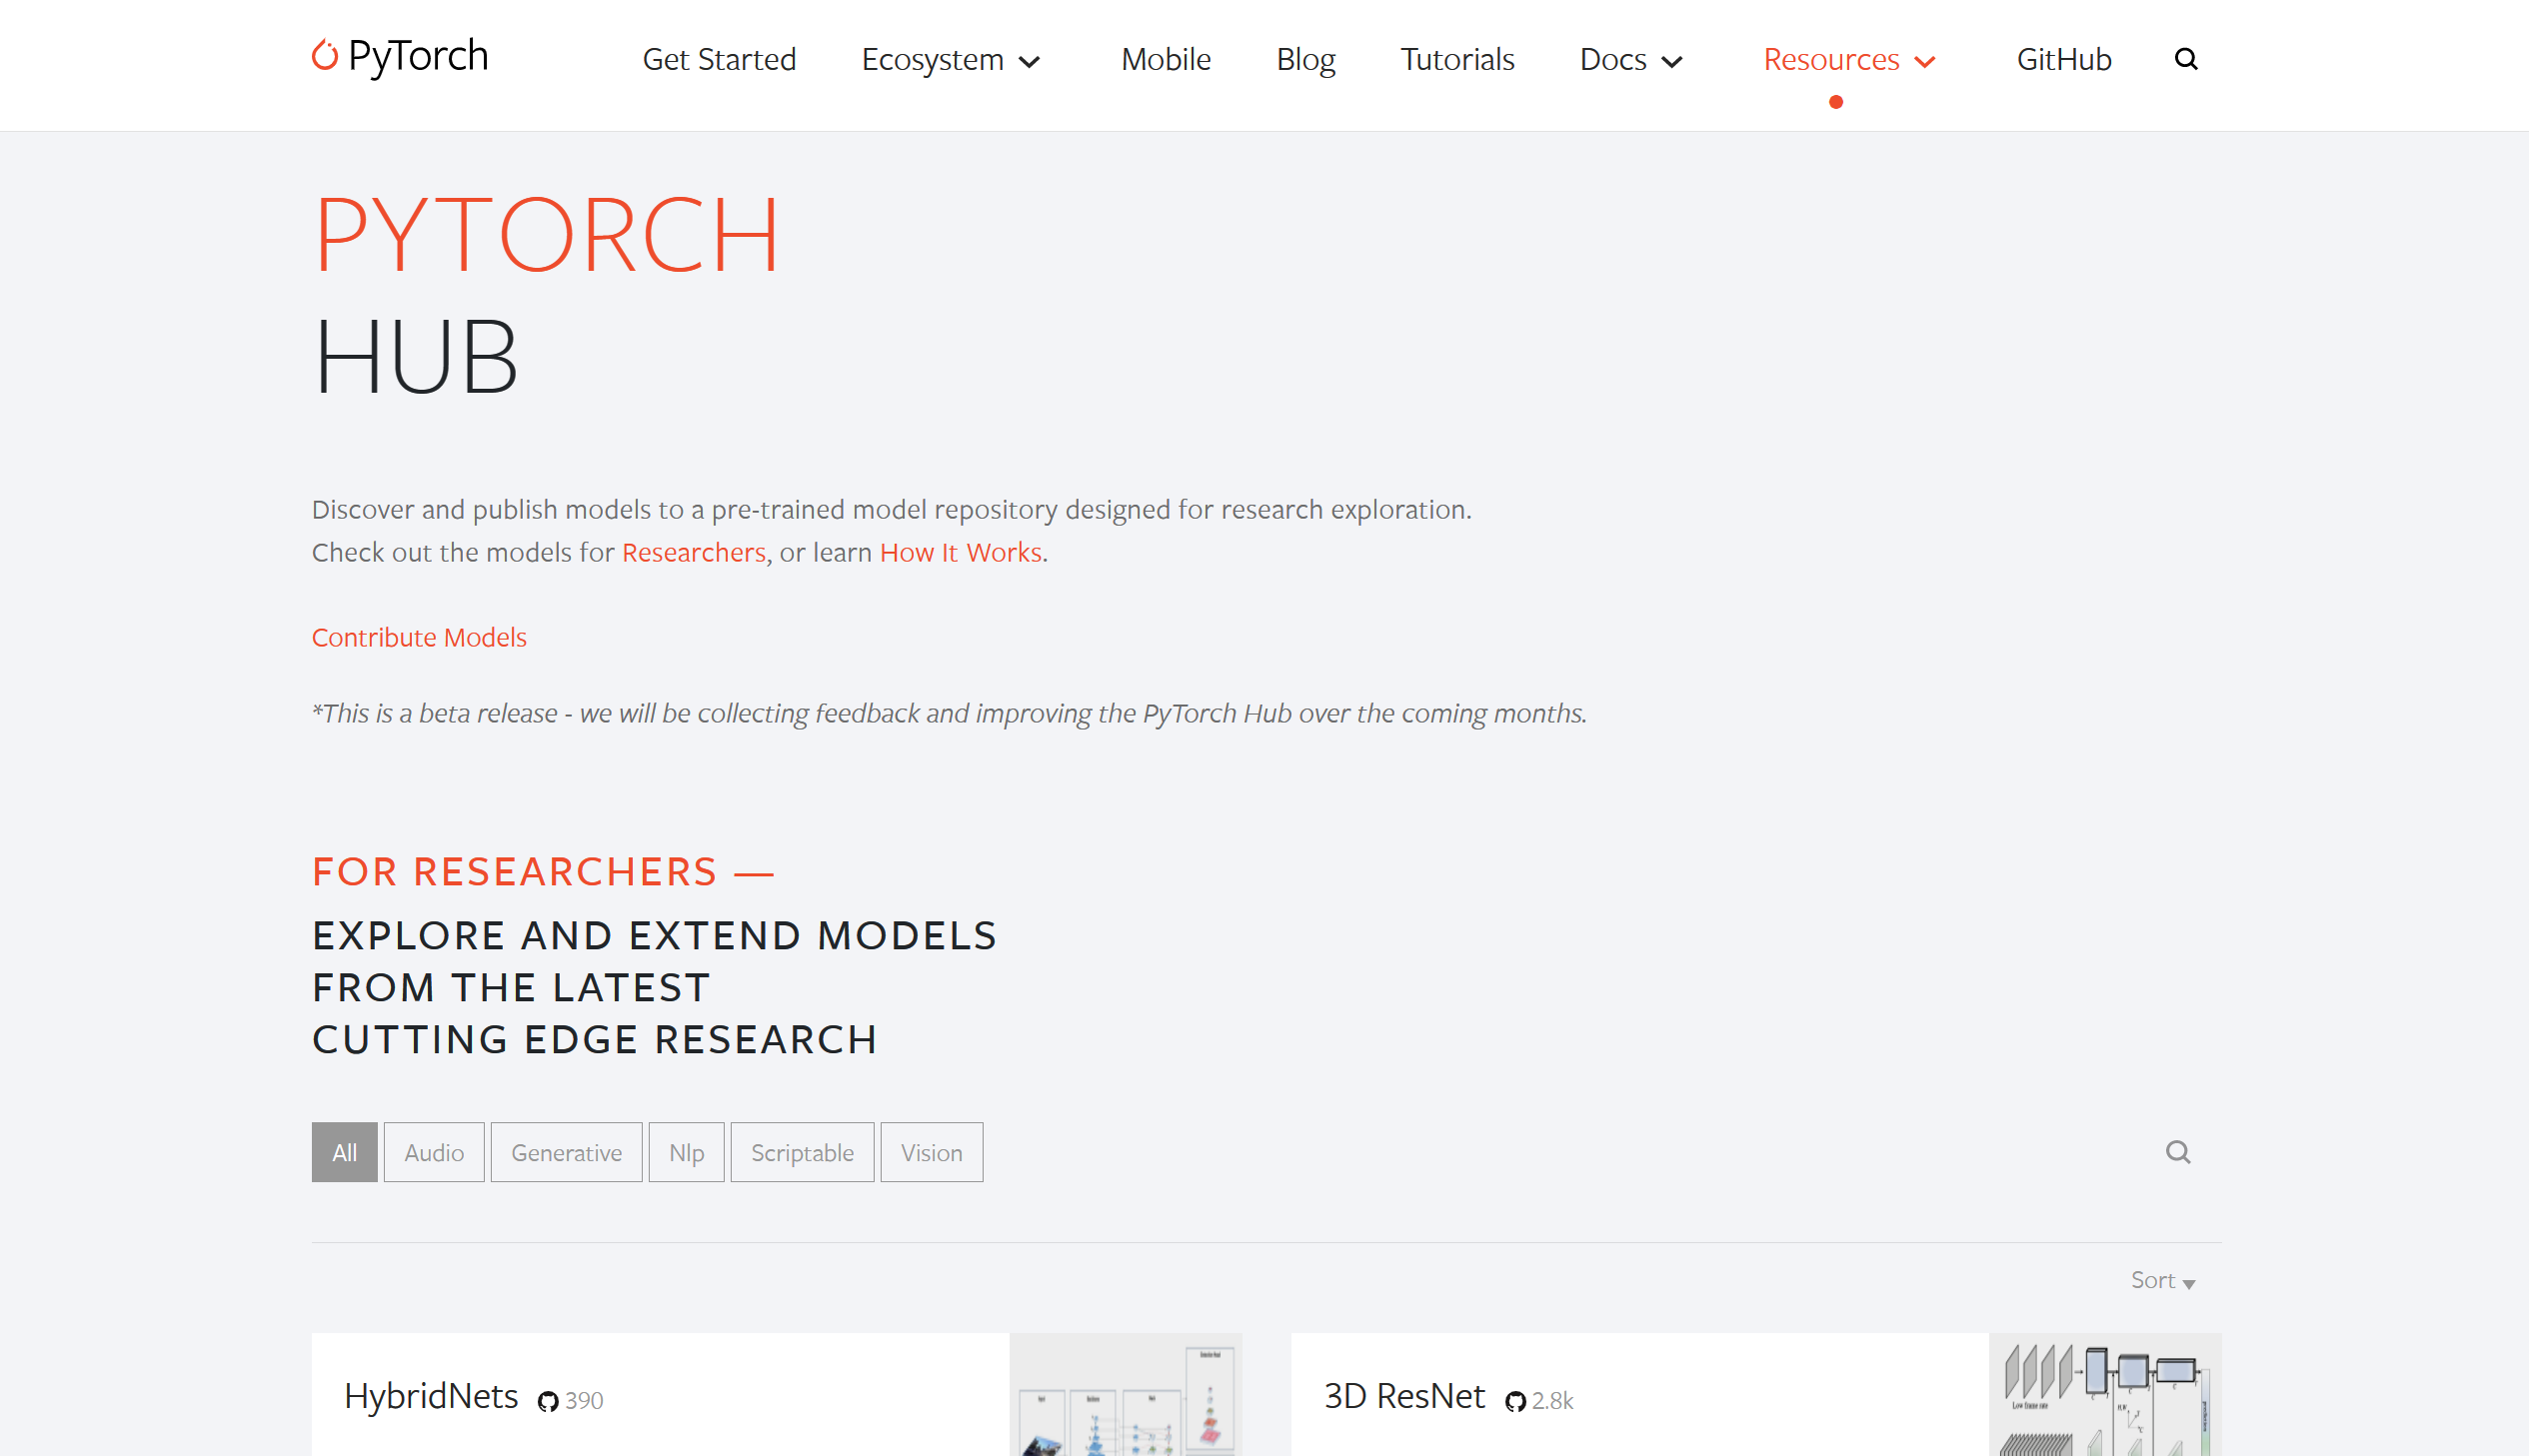 PyTorch
Get Started
Ecosystem
Mobile
Blog
Tutorials
Docs
Resources
GitHub
PYTORCH
HUB
Discover and publish models to a pre-trained model repository designed for research exploration.
Check out the models for Researchers, or learn How It Works.
Contribute Models
*This is a beta release - we will be collecting feedback and improving the PyTorch Hub over the coming months.
FOR RESEARCHERS —
EXPLORE AND EXTEND MODELS
FROM THE LATEST
CUTTING EDGE RESEARCH
All
Audio
Generative
Nlp
Scriptable
Vision
Sort
HybridNets 390
3D ResNet 2.8k
Low frame rate